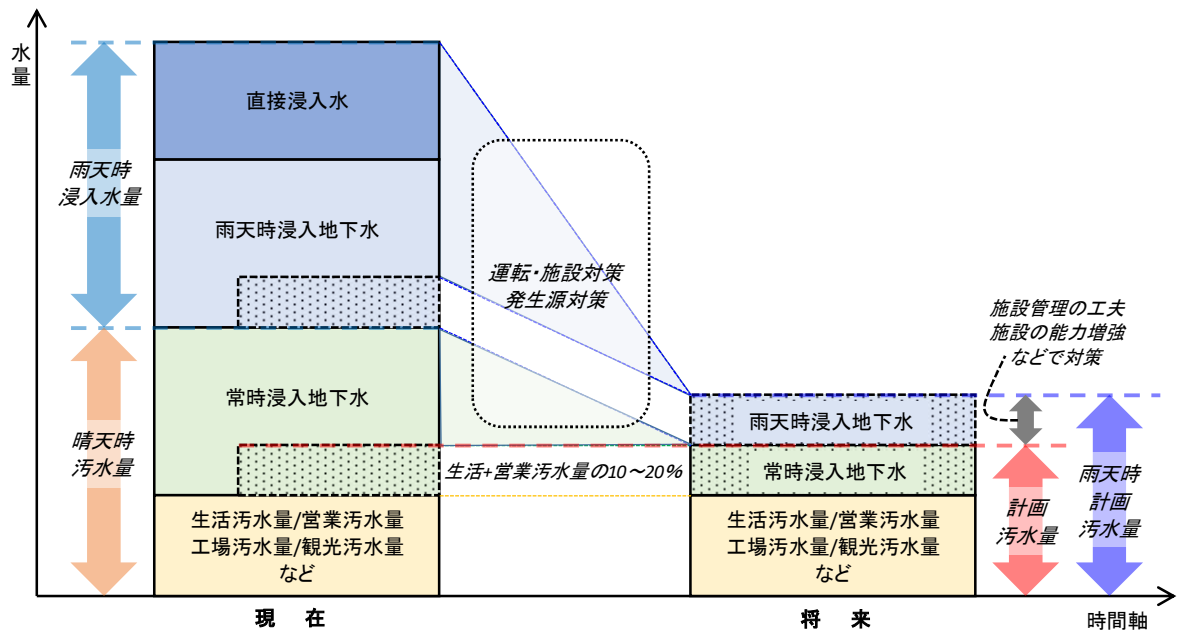 水
量
直接浸入水
雨天時
浸入水量
雨天時浸入地下水
運転・施設対策
発生源対策
施設管理の工夫
施設の能力増強
などで対策
常時浸入地下水
晴天時
汚水量
生活+営業汚水量の10～20%
雨天時浸入地下水
常時浸入地下水
生活汚水量/営業汚水量
工場汚水量/観光汚水量
など
生活汚水量/営業汚水量
工場汚水量/観光汚水量
など
計画
汚水量
雨天時
計画
汚水量
現 在
将 来
時間軸